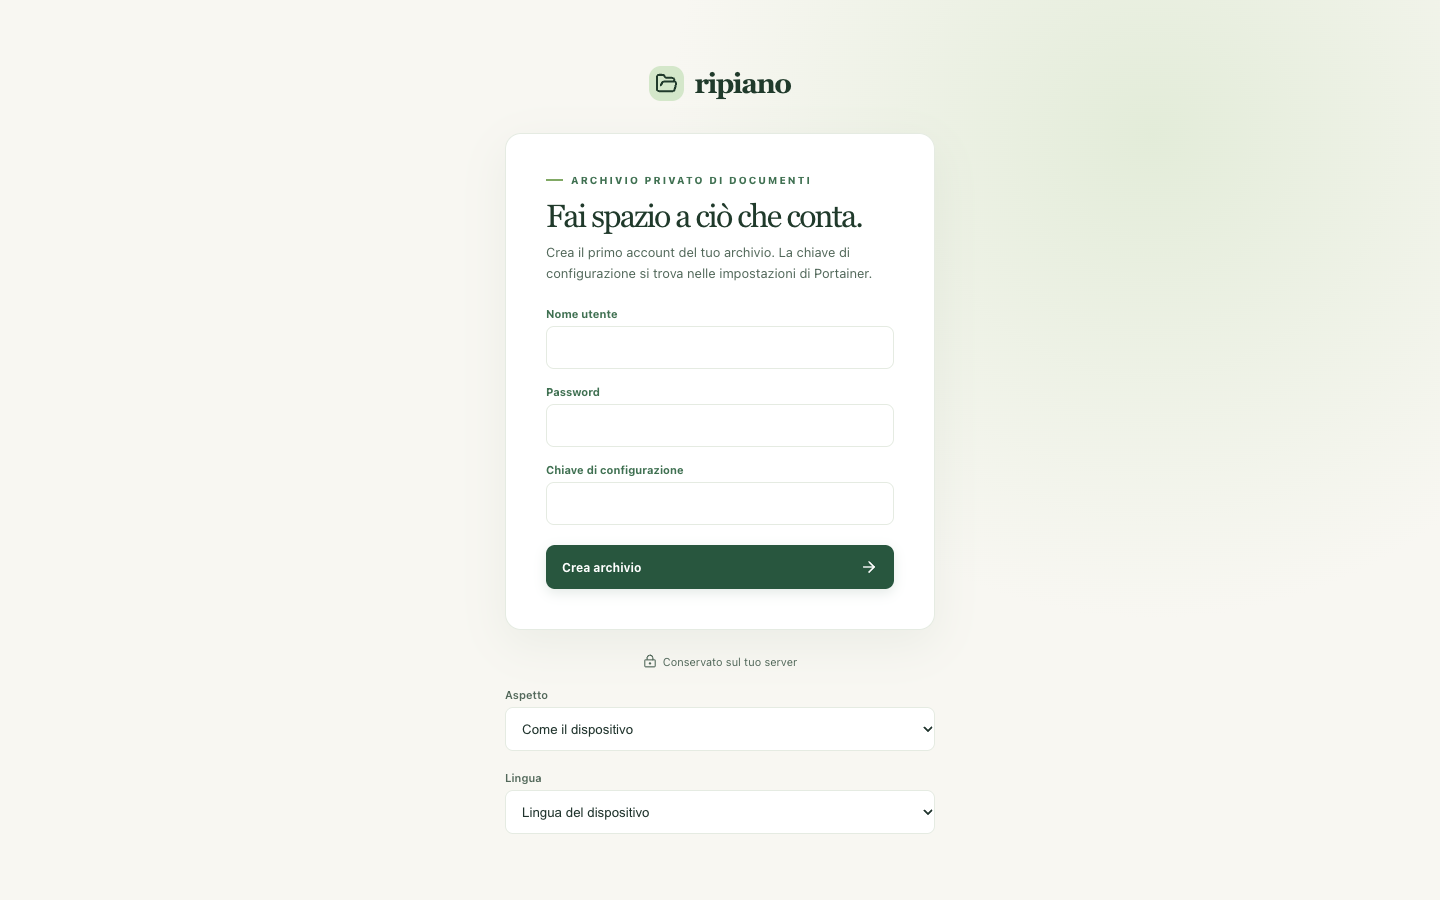 ripiano
ARCHIVIO PRIVATO DI DOCUMENTI
Fai spazio a ciò che conta.
Crea il primo account del tuo archivio. La chiave di
configurazione si trova nelle impostazioni di Portainer.
Nome utente
Password
Chiave di configurazione
Crea archivio
Conservato sul tuo server
Aspetto
Come il dispositivo
Lingua
Lingua del dispositivo